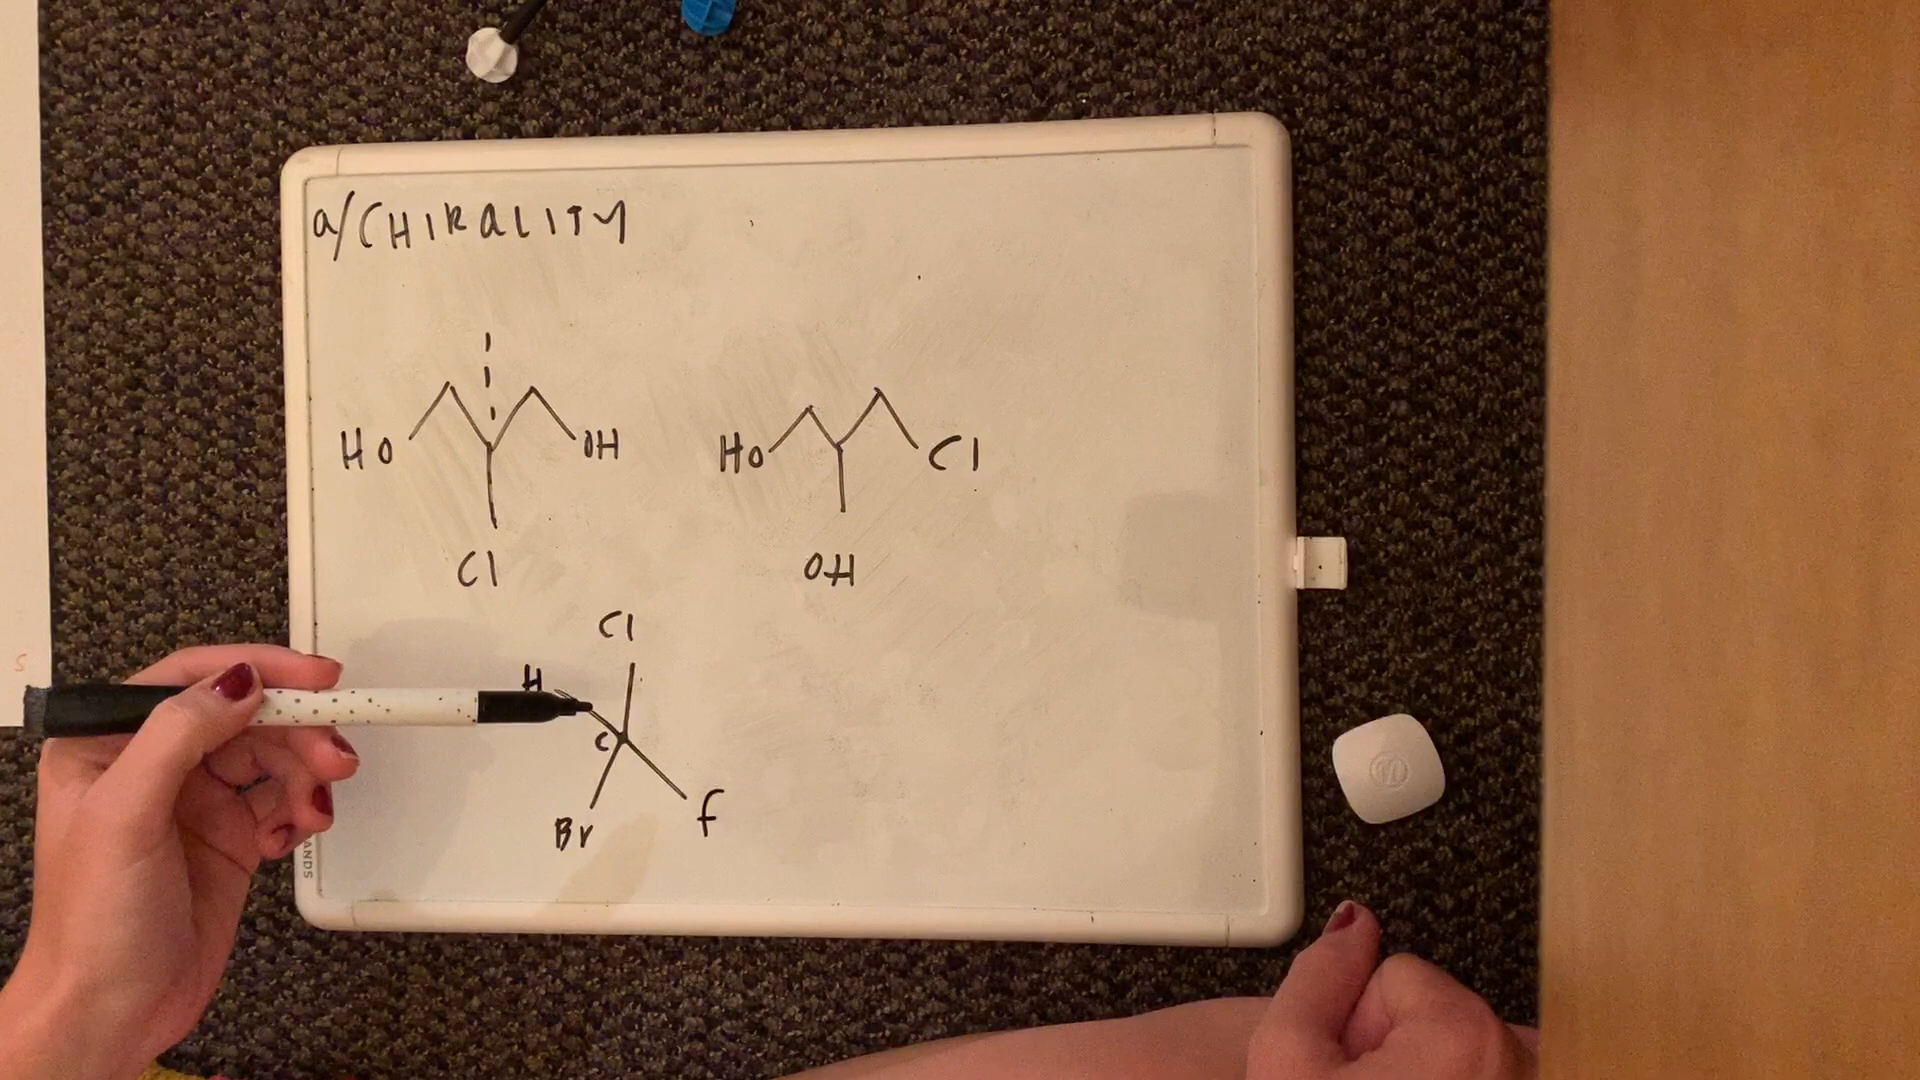 a/CHIRALITY
HO OH
Cl
HO Cl
OH
Cl
H
C
Br F